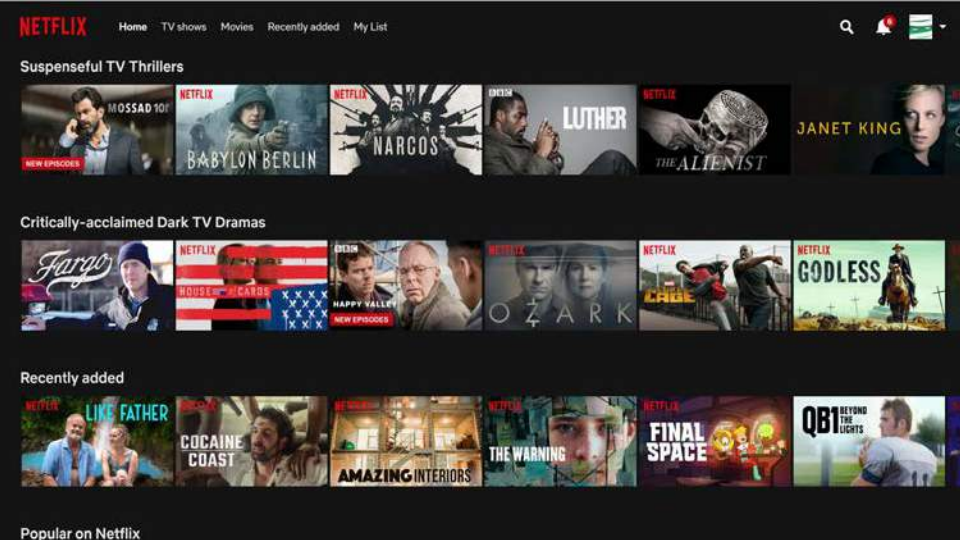 NETFLIX
Home TV shows Movies Recently added My List
6
Suspenseful TV Thrillers
MOSSAD 101
NEW EPISODES
NETFLIX
BABYLON BERLIN
NETFLIX
NARCOS
BBC
LUTHER
NETFLIX
THE ALIENIST
JANET KING
Critically-acclaimed Dark TV Dramas
Fargo
NETFLIX
HOUSE of CARDS
BBC
HAPPY VALLEY
NEW EPISODES
NETFLIX
OZARK
NETFLIX
CAGE
NETFLIX
GODLESS
Recently added
NETFLIX
LIKE FATHER
NETFLIX
COCAINE
COAST
NETFLIX
AMAZING INTERIORS
NETFLIX
THE WARNING
NETFLIX
FINAL
SPACE
QB1 BEYOND
THE
LIGHTS
Popular on Netflix